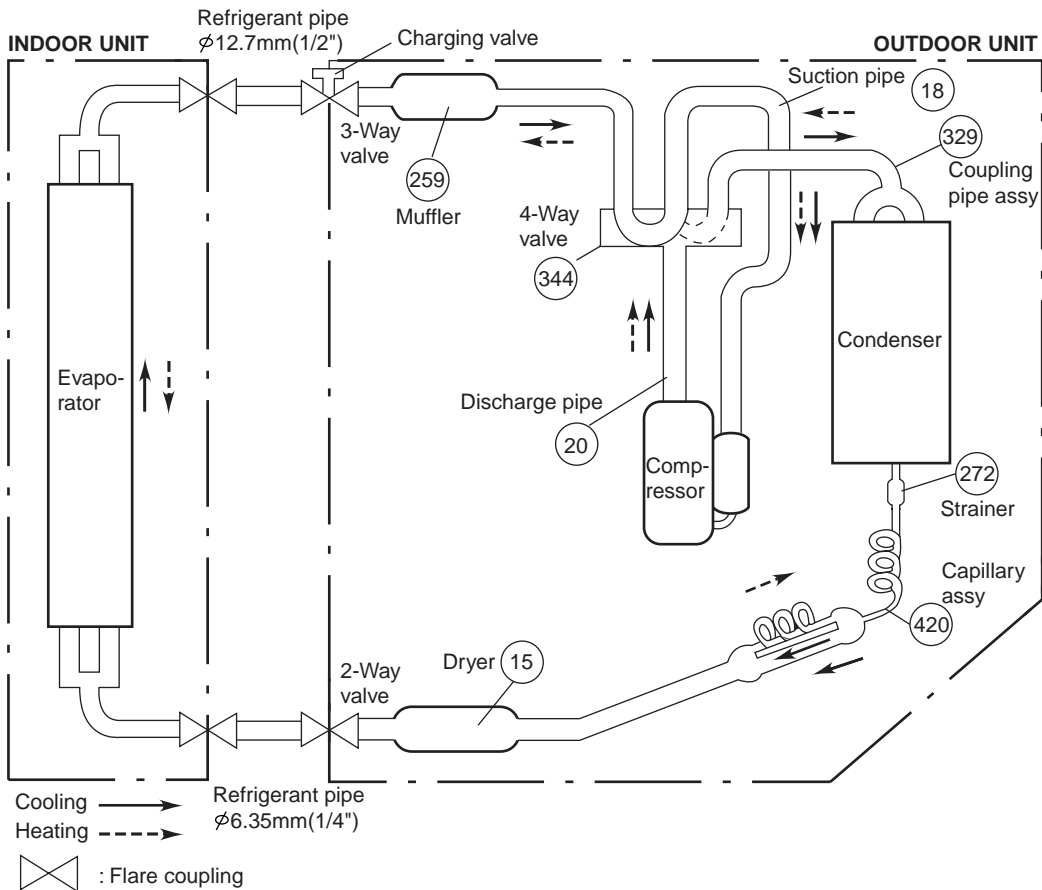 Refrigerant pipe
⌀12.7mm(1/2")
INDOOR UNIT
Charging valve
OUTDOOR UNIT
Suction pipe
18
3-Way
valve
329
Coupling
pipe assy
259
Muffler
4-Way
valve
344
Condenser
Evapo-
rator
Discharge pipe
20
Comp-
ressor
272
Strainer
Capillary
assy
420
Dryer 15
2-Way
valve
Cooling
Heating
Refrigerant pipe
⌀6.35mm(1/4")
: Flare coupling